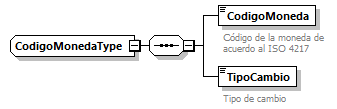 CodigoMoneda
Código de la moneda de
acuerdo al ISO 4217
CodigoMonedaType
TipoCambio
Tipo de cambio